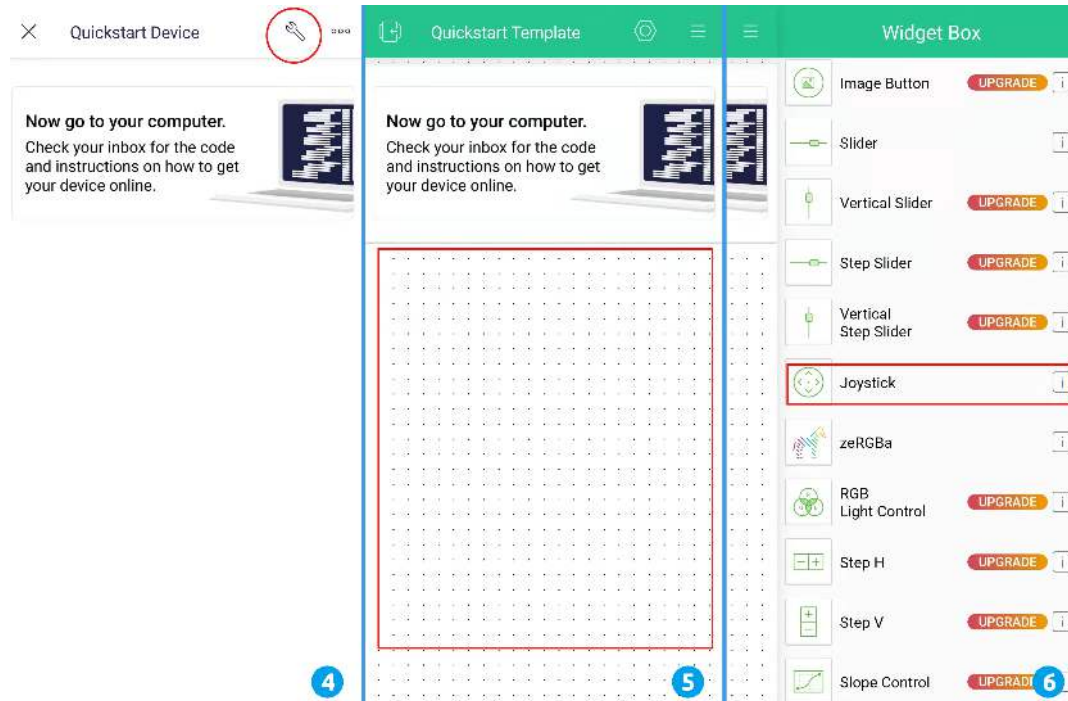 Quickstart Device
Now go to your computer.
Check your inbox for the code
and instructions on how to get
your device online.
4
Quickstart Template
Now go to your computer.
Check your inbox for the code
and instructions on how to get
your device online.
5
Widget Box
Image Button UPGRADE i
Slider i
Vertical Slider UPGRADE i
Step Slider UPGRADE i
Vertical
Step Slider UPGRADE i
Joystick i
zeRGBa i
RGB
Light Control UPGRADE i
Step H UPGRADE i
Step V UPGRADE i
Slope Control UPGRAD
6